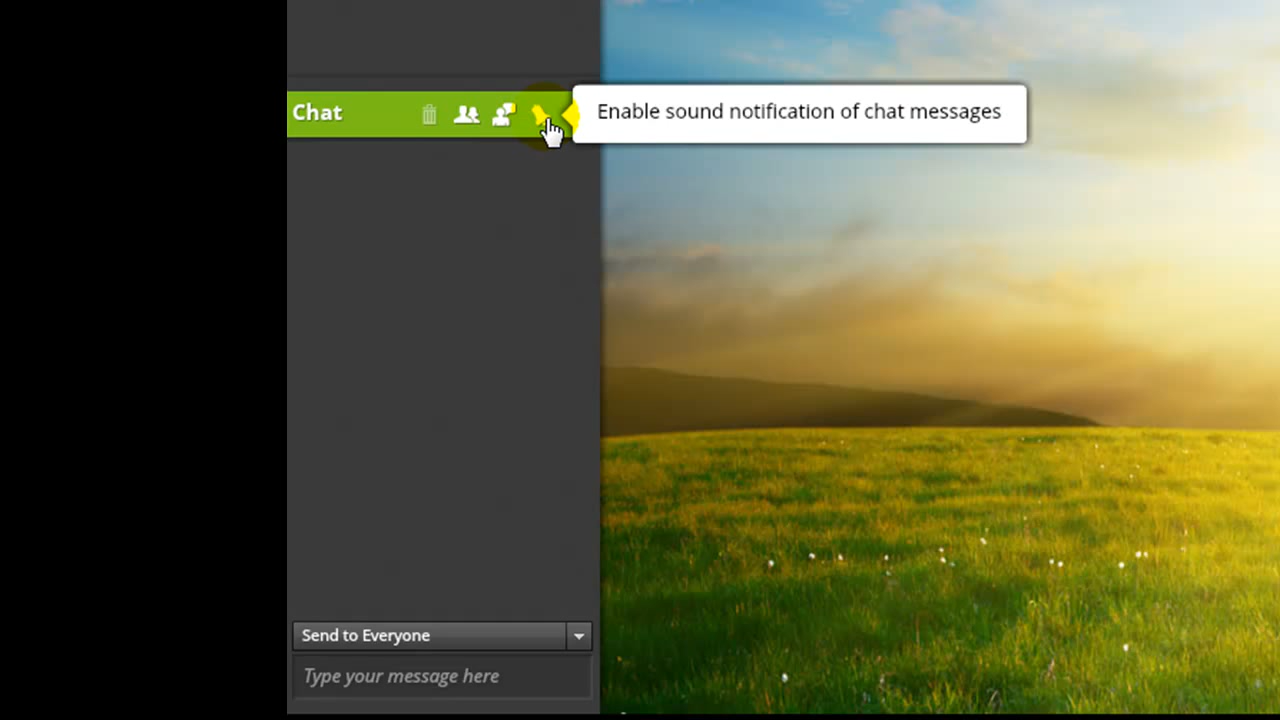 Chat
Enable sound notification of chat messages
Send to Everyone
Type your message here